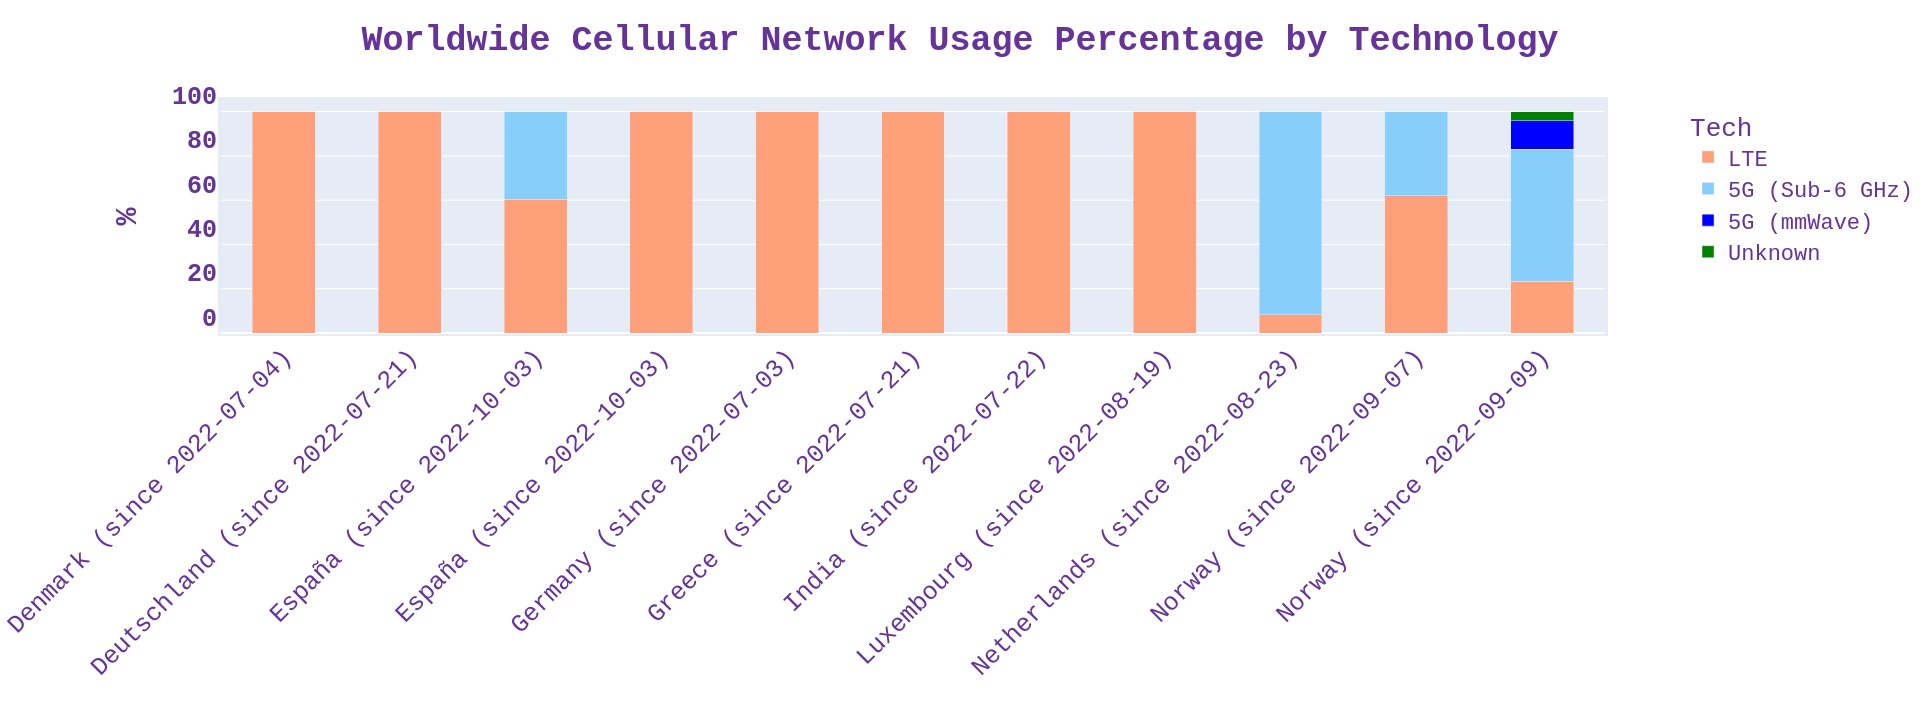 Worldwide Cellular Network Usage Percentage by Technology
100
80
60
40
20
0
%
Denmark (since 2022-07-04)
Deutschland (since 2022-07-21)
España (since 2022-10-03)
España (since 2022-10-03)
Germany (since 2022-07-03)
Greece (since 2022-07-21)
India (since 2022-07-22)
Luxembourg (since 2022-08-19)
Netherlands (since 2022-08-23)
Norway (since 2022-09-07)
Norway (since 2022-09-09)
Tech
LTE
5G (Sub-6 GHz)
5G (mmWave)
Unknown